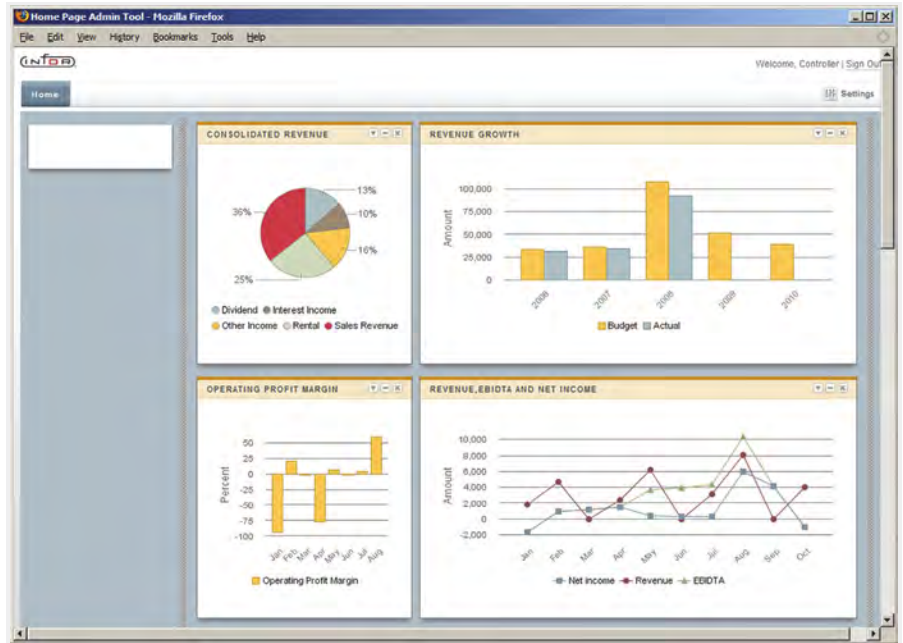 Home Page Admin Tool - Mozilla Firefox
File Edit View History Bookmarks Tools Help
infor
Welcome, Controller | Sign Out
Home
Settings
CONSOLIDATED REVENUE
13%
10%
16%
25%
36%
Dividend Interest Income
Other Income Rental Sales Revenue
REVENUE GROWTH
Amount
100,000
75,000
50,000
25,000
0
2006 2007 2008 2009 2010
Budget Actual
OPERATING PROFIT MARGIN
Percent
50
25
0
-25
-50
-75
-100
Jan Feb Mar Apr May Jun Jul Aug
Operating Profit Margin
REVENUE,EBIDTA AND NET INCOME
Amount
10,000
8,000
6,000
4,000
2,000
0
-2,000
Jan Feb Mar Apr May Jun Jul Aug Sep Oct
Net income Revenue EBIDTA